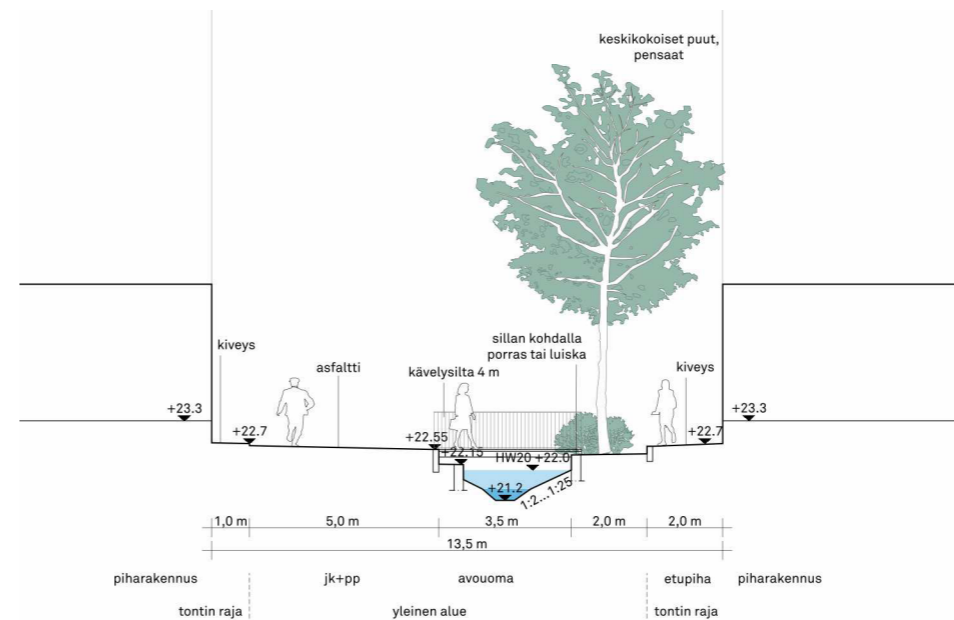 keskikokoiset puut,
pensaat
sillan kohdalla
porras tai luiska
kiveys
asfaltti
kävelysilta 4 m
kiveys
+23.3
+22.7
+22.55
+22.15
HW20 +22.0
+21.2
1:2...1:25
+22.7
+23.3
1,0 m
5,0 m
3,5 m
2,0 m
2,0 m
13,5 m
piharakennus
jk+pp
avouoma
etupiha
piharakennus
tontin raja
yleinen alue
tontin raja